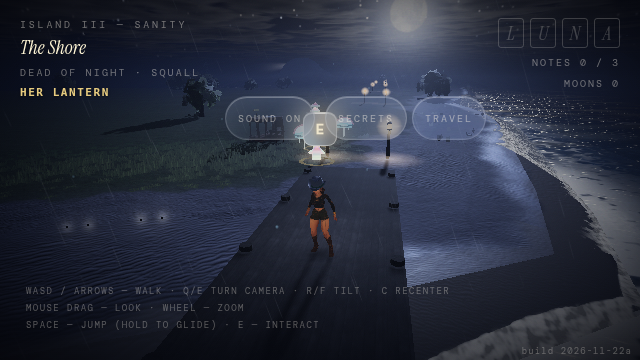 ISLAND III — SANITY
The Shore
DEAD OF NIGHT · SQUALL
HER LANTERN
L U N A
NOTES 0 / 3
MOONS 0
SOUND ON
E
SECRETS
TRAVEL
WASD / ARROWS — WALK · Q/E TURN CAMERA · R/F TILT · C RECENTER
MOUSE DRAG — LOOK · WHEEL — ZOOM
SPACE — JUMP (HOLD TO GLIDE) · E — INTERACT
build 2026-11-22a